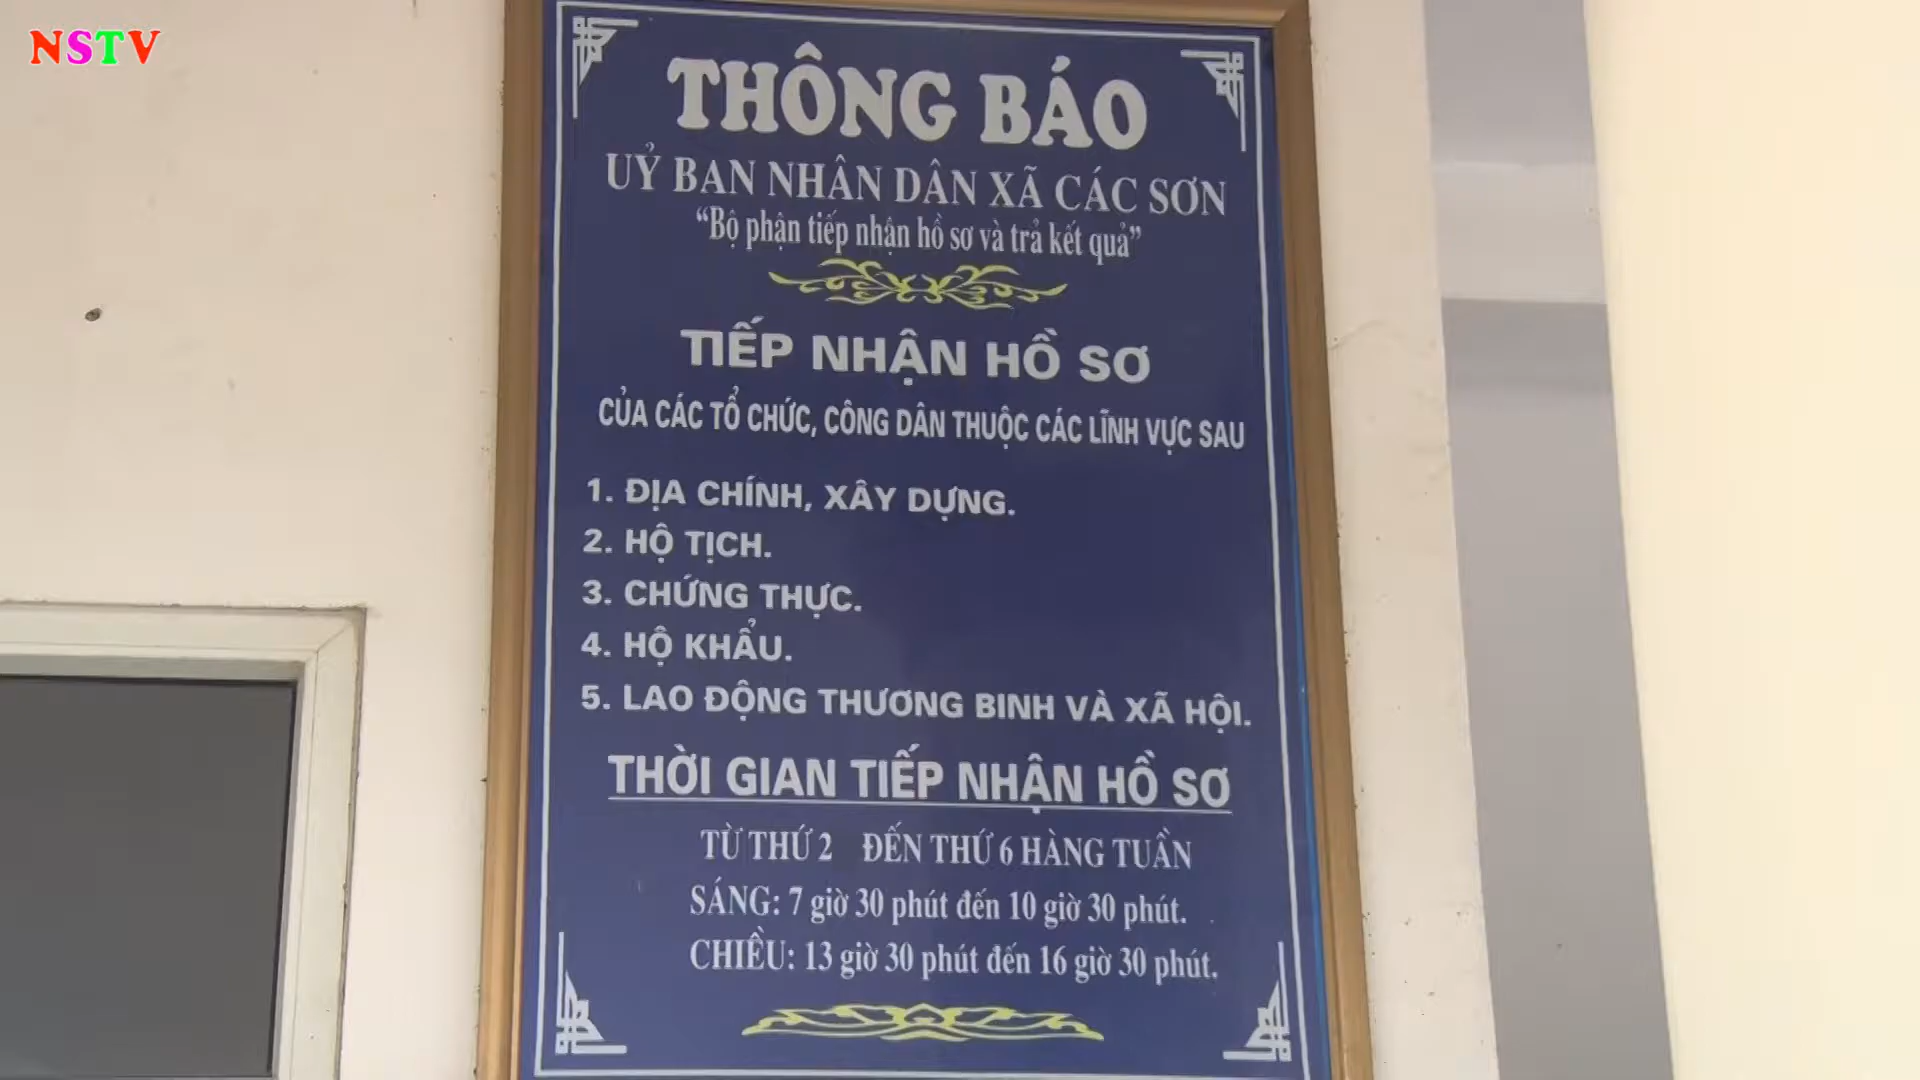 NSTV
THÔNG BÁO
UỶ BAN NHÂN DÂN XÃ CÁC SƠN
“Bộ phận tiếp nhận hồ sơ và trả kết quả”
TIẾP NHẬN HỒ SƠ
CỦA CÁC TỔ CHỨC, CÔNG DÂN THUỘC CÁC LĨNH VỰC SAU
1. ĐỊA CHÍNH, XÂY DỰNG.
2. HỘ TỊCH.
3. CHỨNG THỰC.
4. HỘ KHẨU.
5. LAO ĐỘNG THƯƠNG BINH VÀ XÃ HỘI.
THỜI GIAN TIẾP NHẬN HỒ SƠ
TỪ THỨ 2 ĐẾN THỨ 6 HÀNG TUẦN
SÁNG: 7 giờ 30 phút đến 10 giờ 30 phút.
CHIỀU: 13 giờ 30 phút đến 16 giờ 30 phút.